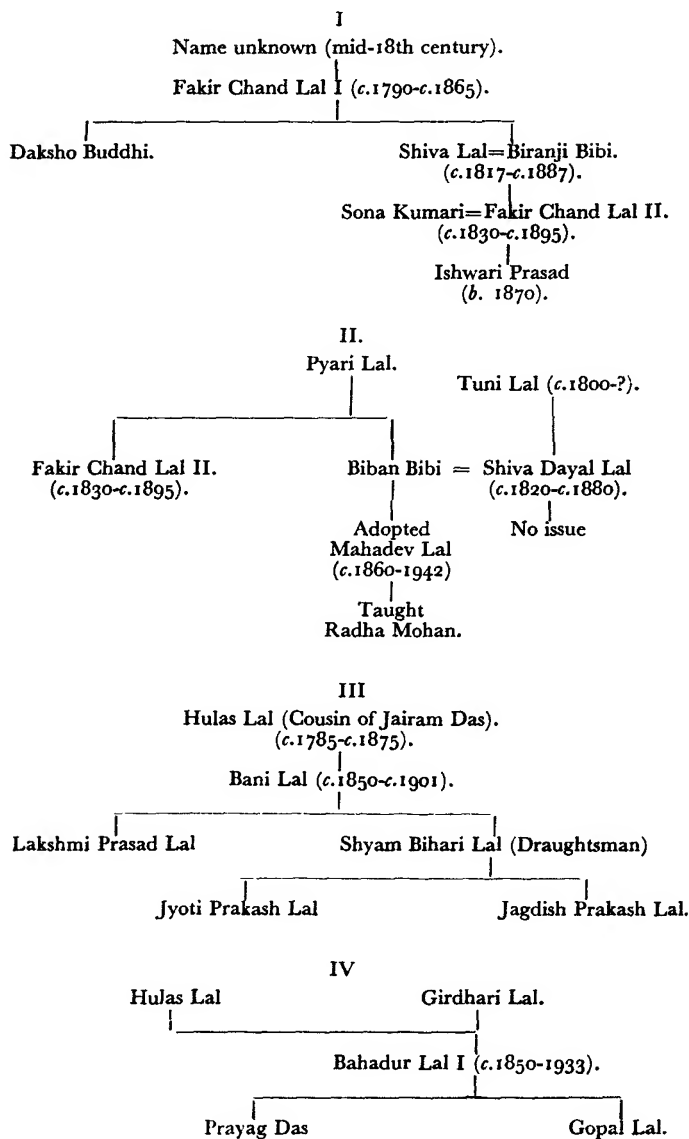 I
Name unknown (mid-18th century).
Fakir Chand Lal I (c.1790-c.1865).
Daksho Buddhi. Shiva Lal=Biranji Bibi.
(c.1817-c.1887).
Sona Kumari=Fakir Chand Lal II.
(c.1830-c.1895).
Ishwari Prasad
(b. 1870).
II.
Pyari Lal.
Tuni Lal (c.1800-?).
Fakir Chand Lal II. Biban Bibi = Shiva Dayal Lal
(c.1830-c.1895). (c.1820-c.1880).
Adopted No issue
Mahadev Lal
(c.1860-1942)
Taught
Radha Mohan.
III
Hulas Lal (Cousin of Jairam Das).
(c.1785-c.1875).
Bani Lal (c.1850-c.1901).
Lakshmi Prasad Lal Shyam Bihari Lal (Draughtsman)
Jyoti Prakash Lal Jagdish Prakash Lal.
IV
Hulas Lal Girdhari Lal.
Bahadur Lal I (c.1850-1933).
Prayag Das Gopal Lal.